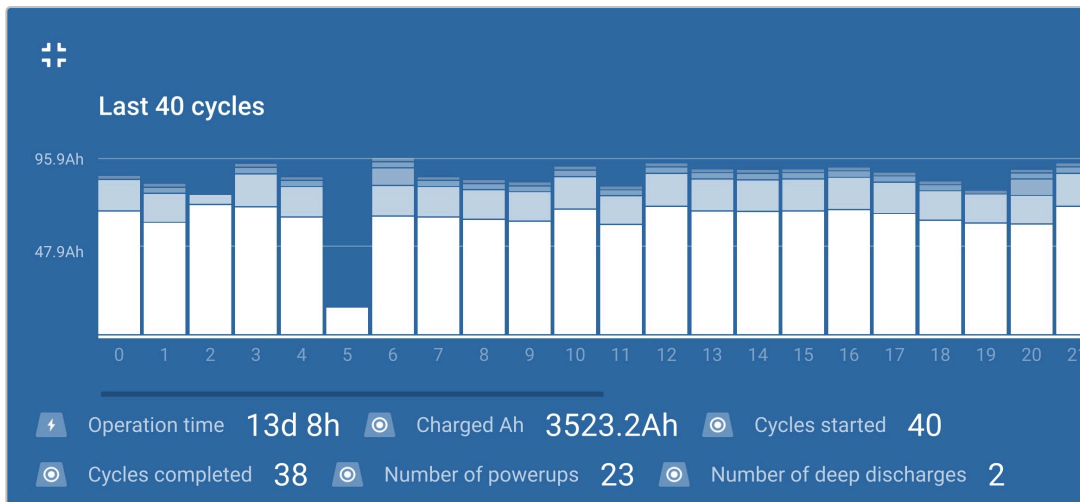 Last 40 cycles
95.9Ah
47.9Ah
0 1 2 3 4 5 6 7 8 9 10 11 12 13 14 15 16 17 18 19 20 21
Operation time 13d 8h Charged Ah 3523.2Ah Cycles started 40
Cycles completed 38 Number of powerups 23 Number of deep discharges 2